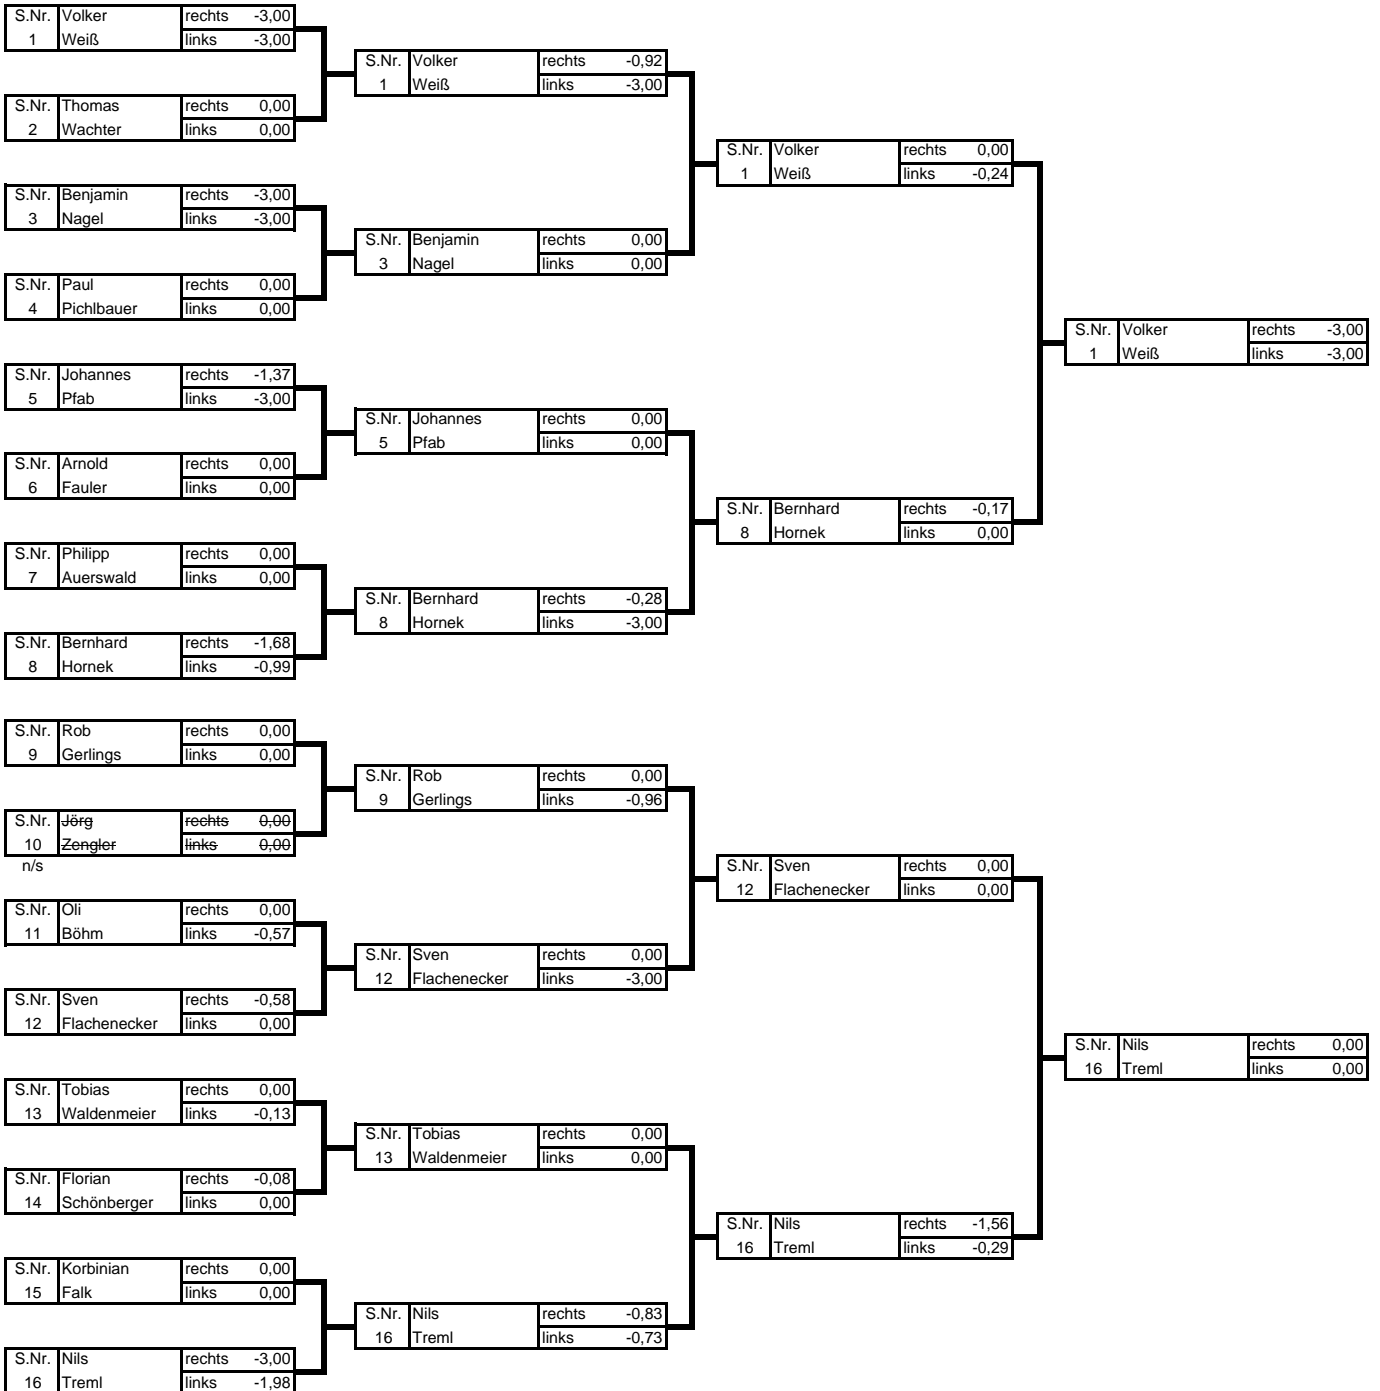 S.Nr. Volker rechts -3,00
1 Weiß links -3,00
S.Nr. Thomas rechts 0,00
2 Wachter links 0,00
S.Nr. Benjamin rechts -3,00
3 Nagel links -3,00
S.Nr. Paul rechts 0,00
4 Pichlbauer links 0,00
S.Nr. Johannes rechts -1,37
5 Pfab links -3,00
S.Nr. Arnold rechts 0,00
6 Fauler links 0,00
S.Nr. Philipp rechts 0,00
7 Auerswald links 0,00
S.Nr. Bernhard rechts -1,68
8 Hornek links -0,99
S.Nr. Rob rechts 0,00
9 Gerlings links 0,00
S.Nr. Jörg rechts 0,00
10 Zengler links 0,00
n/s
S.Nr. Oli rechts 0,00
11 Böhm links -0,57
S.Nr. Sven rechts -0,58
12 Flachenecker links 0,00
S.Nr. Tobias rechts 0,00
13 Waldenmeier links -0,13
S.Nr. Florian rechts -0,08
14 Schönberger links 0,00
S.Nr. Korbinian rechts 0,00
15 Falk links 0,00
S.Nr. Nils rechts -3,00
16 Treml links -1,98
S.Nr. Volker rechts -0,92
1 Weiß links -3,00
S.Nr. Benjamin rechts 0,00
3 Nagel links 0,00
S.Nr. Johannes rechts 0,00
5 Pfab links 0,00
S.Nr. Bernhard rechts -0,28
8 Hornek links -3,00
S.Nr. Rob rechts 0,00
9 Gerlings links -0,96
S.Nr. Sven rechts 0,00
12 Flachenecker links -3,00
S.Nr. Tobias rechts 0,00
13 Waldenmeier links 0,00
S.Nr. Nils rechts -0,83
16 Treml links -0,73
S.Nr. Volker rechts 0,00
1 Weiß links -0,24
S.Nr. Bernhard rechts -0,17
8 Hornek links 0,00
S.Nr. Sven rechts 0,00
12 Flachenecker links 0,00
S.Nr. Nils rechts -1,56
16 Treml links -0,29
S.Nr. Volker rechts -3,00
1 Weiß links -3,00
S.Nr. Nils rechts 0,00
16 Treml links 0,00